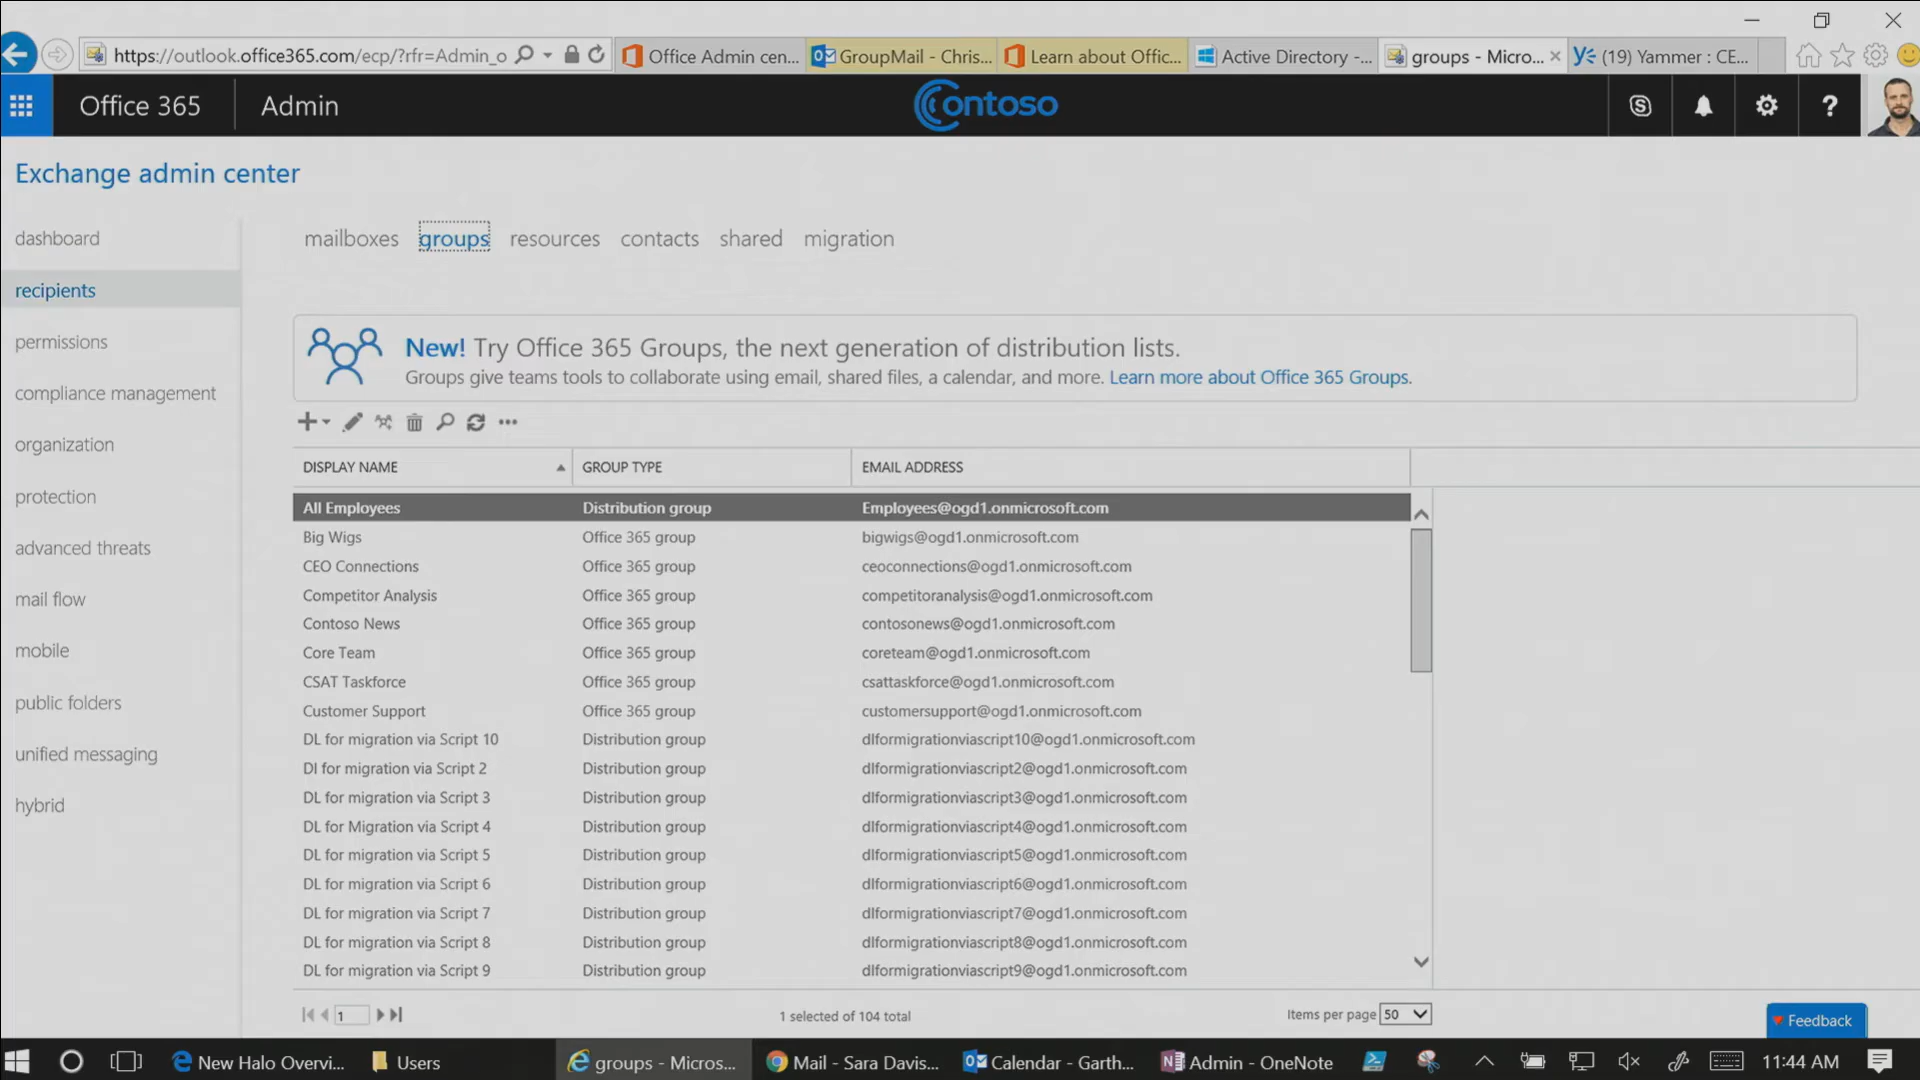 https://outlook.office365.com/ecp/?rfr=Admin_o
Office Admin cen...
GroupMail - Chris...
Learn about Offic...
Active Directory -...
groups - Micro...
(19) Yammer : CE...
Office 365
Admin
Contoso
?
Exchange admin center
dashboard
recipients
permissions
compliance management
organization
protection
advanced threats
mail flow
mobile
public folders
unified messaging
hybrid
mailboxes groups resources contacts shared migration
New! Try Office 365 Groups, the next generation of distribution lists.
Groups give teams tools to collaborate using email, shared files, a calendar, and more. Learn more about Office 365 Groups.
DISPLAY NAME GROUP TYPE EMAIL ADDRESS
All Employees Distribution group Employees@ogd1.onmicrosoft.com
Big Wigs Office 365 group bigwigs@ogd1.onmicrosoft.com
CEO Connections Office 365 group ceoconnections@ogd1.onmicrosoft.com
Competitor Analysis Office 365 group competitoranalysis@ogd1.onmicrosoft.com
Contoso News Office 365 group contosonews@ogd1.onmicrosoft.com
Core Team Office 365 group coreteam@ogd1.onmicrosoft.com
CSAT Taskforce Office 365 group csattaskforce@ogd1.onmicrosoft.com
Customer Support Office 365 group customersupport@ogd1.onmicrosoft.com
DL for migration via Script 10 Distribution group dlformigrationviascript10@ogd1.onmicrosoft.com
Dl for migration via Script 2 Distribution group dlformigrationviascript2@ogd1.onmicrosoft.com
DL for migration via Script 3 Distribution group dlformigrationviascript3@ogd1.onmicrosoft.com
DL for Migration via Script 4 Distribution group dlformigrationviascript4@ogd1.onmicrosoft.com
DL for migration via Script 5 Distribution group dlformigrationviascript5@ogd1.onmicrosoft.com
DL for migration via Script 6 Distribution group dlformigrationviascript6@ogd1.onmicrosoft.com
DL for migration via Script 7 Distribution group dlformigrationviascript7@ogd1.onmicrosoft.com
DL for migration via Script 8 Distribution group dlformigrationviascript8@ogd1.onmicrosoft.com
DL for migration via Script 9 Distribution group dlformigrationviascript9@ogd1.onmicrosoft.com
1
1 selected of 104 total
Items per page 50
Feedback
New Halo Overvi...
Users
groups - Micros...
Mail - Sara Davis...
Calendar - Garth...
Admin - OneNote
11:44 AM